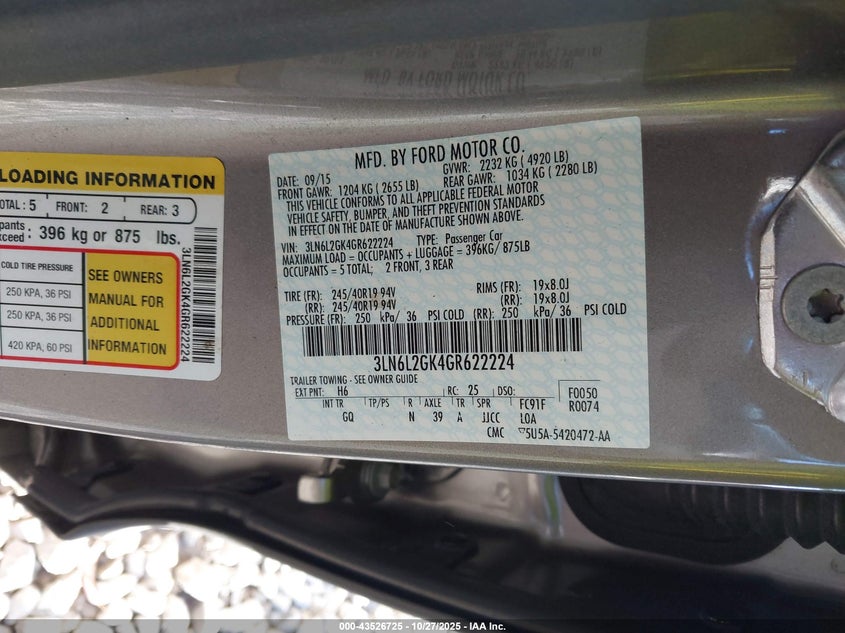 MFD. BY FORD MOTOR CO.
LOADING INFORMATION
TOTAL : 5 FRONT: 2 REAR: 3
396 kg or 875 lbs.
COLD TIRE PRESSURE
250 KPA, 36 PSI
250 KPA, 36 PSI
420 KPA, 60 PSI
SEE OWNERS
MANUAL FOR
ADDITIONAL
INFORMATION
3LN6L2GK4GR622224
MFD. BY FORD MOTOR CO.
DATE: 09/15 GVWR: 2232 KG ( 4920 LB)
FRONT GAWR: 1204 KG ( 2655 LB) REAR GAWR: 1034 KG ( 2280 LB)
THIS VEHICLE CONFORMS TO ALL APPLICABLE FEDERAL MOTOR
VEHICLE SAFETY, BUMPER, AND THEFT PREVENTION STANDARDS
IN EFFECT ON THE DATE OF MANUFACTURE SHOWN ABOVE.
VIN: 3LN6L2GK4GR622224 TYPE: Passenger Car
MAXIMUM LOAD = OCCUPANTS + LUGGAGE = 396KG/ 875LB
OCCUPANTS = 5 TOTAL; 2 FRONT, 3 REAR
TIRE (FR): 245/40R19 94V RIMS (FR): 19x8.0J
(RR): 245/40R19 94V (RR): 19x8.0J
PRESSURE (FR): 250 kPa/ 36 PSI COLD (RR): 250 kPa/ 36 PSI COLD
3LN6L2GK4GR622224
TRAILER TOWING - SEE OWNER GUIDE
EXT PNT: H6 RC: 25 DSO:
F0050
R0074
INT TR TP/PS R AXLE TR SPR FC91F
GQ N 39 A JJCC LOA
CMC 5U5A-5420472-AA
000-43526725 - 10/27/2025 - IAA Inc.